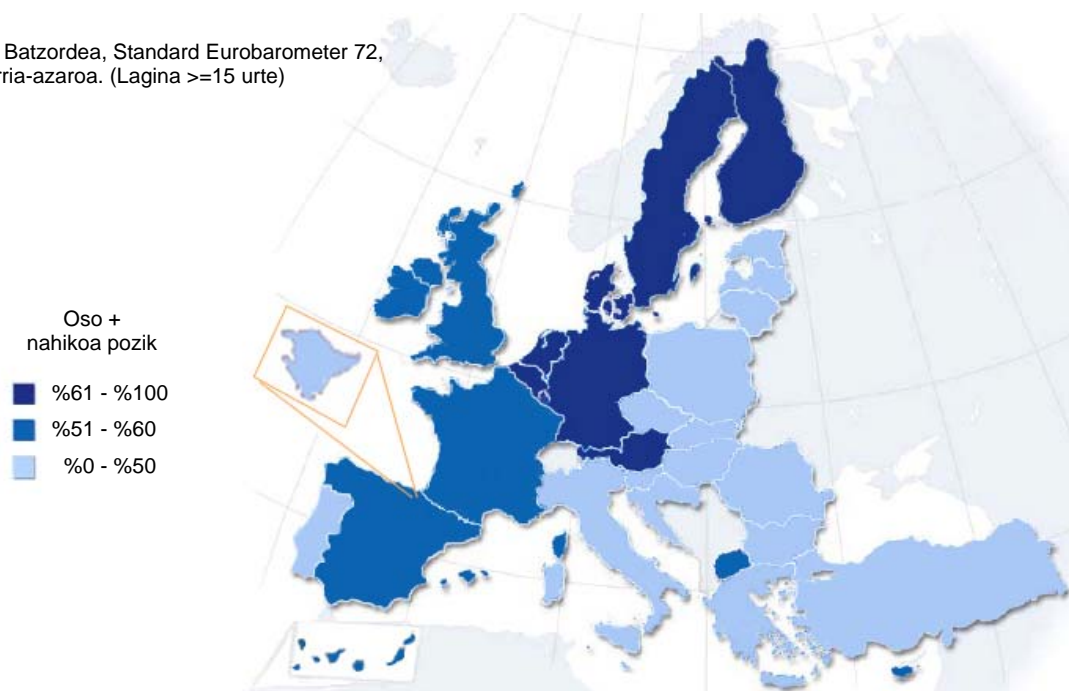 Batzordea, Standard Eurobarometer 72,
rria-azaroa. (Lagina >=15 urte)
Oso +
nahikoa pozik
%61 - %100
%51 - %60
%0 - %50